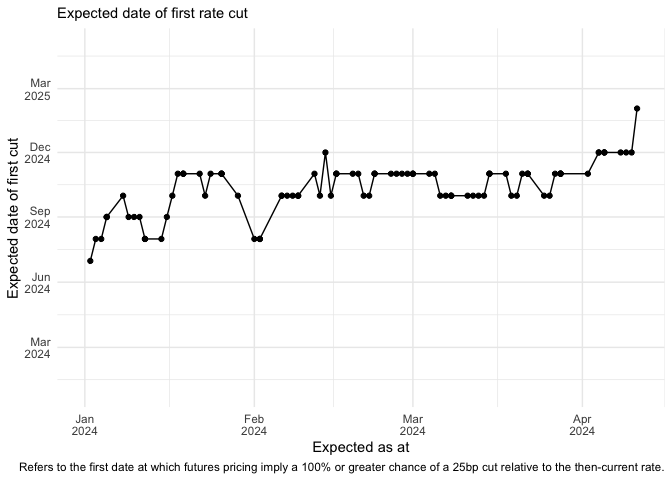 Expected date of first rate cut
Expected date of first cut
Mar
2025
Dec
2024
Sep
2024
Jun
2024
Mar
2024
Jan
2024
Feb
2024
Mar
2024
Apr
2024
Expected as at
Refers to the first date at which futures pricing imply a 100% or greater chance of a 25bp cut relative to the then-current rate.